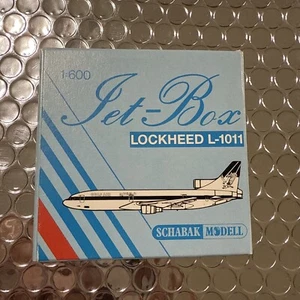 1:600
Jet-Box
LOCKHEED L-1011
SCHABAK MODELL